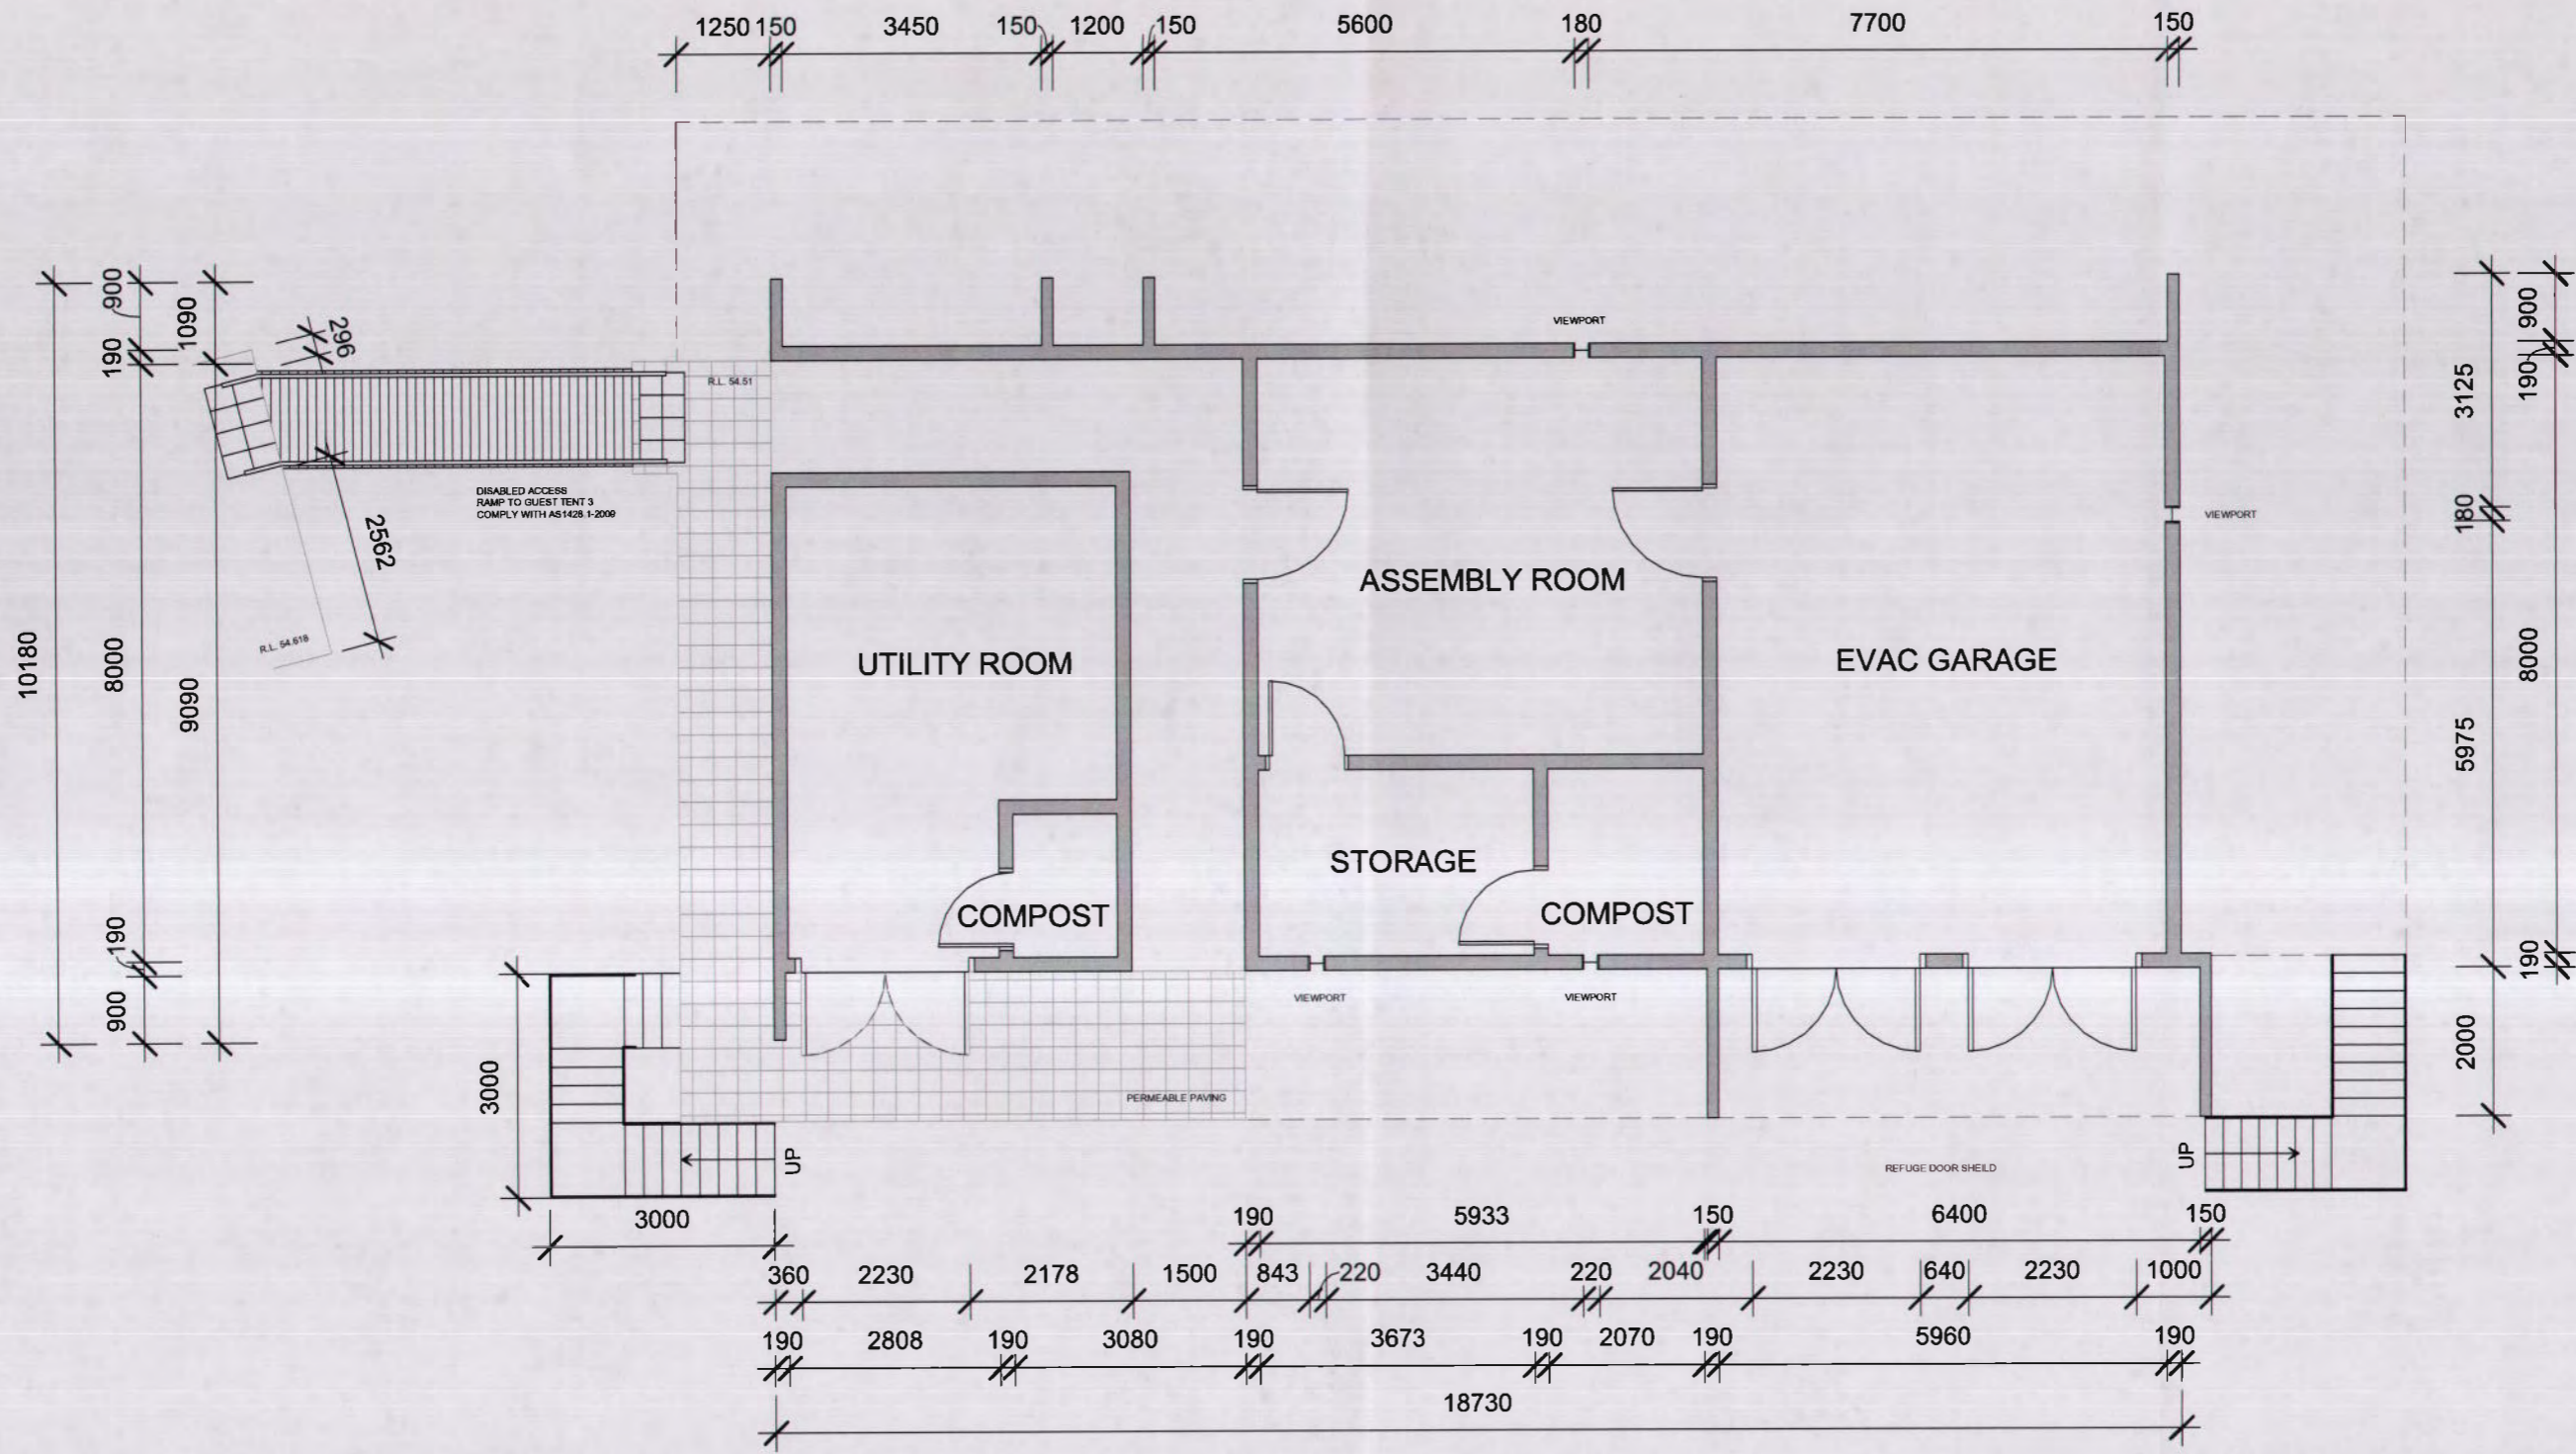 1250 150 3450 150 1200 150 5600 180 7700 150
VIEWPORT
900
1090
296
190
R.L. 54.51
DISABLED ACCESS
RAMP TO GUEST TENT 3
COMPLY WITH AS1428.1-2009
2562
R.L. 54.618
10180
8000
9090
190
900
3000
UTILITY ROOM
COMPOST
ASSEMBLY ROOM
STORAGE
COMPOST
EVAC GARAGE
VIEWPORT
900
190
3125
180
8000
5975
190
2000
VIEWPORT
VIEWPORT
PERMEABLE PAVING
UP
REFUGE DOOR SHEILD
UP
3000
190 5933 150 6400 150
360 2230 2178 1500 843 220 3440 220 2040 2230 640 2230 1000
190 2808 190 3080 190 3673 190 2070 190 5960 190
18730